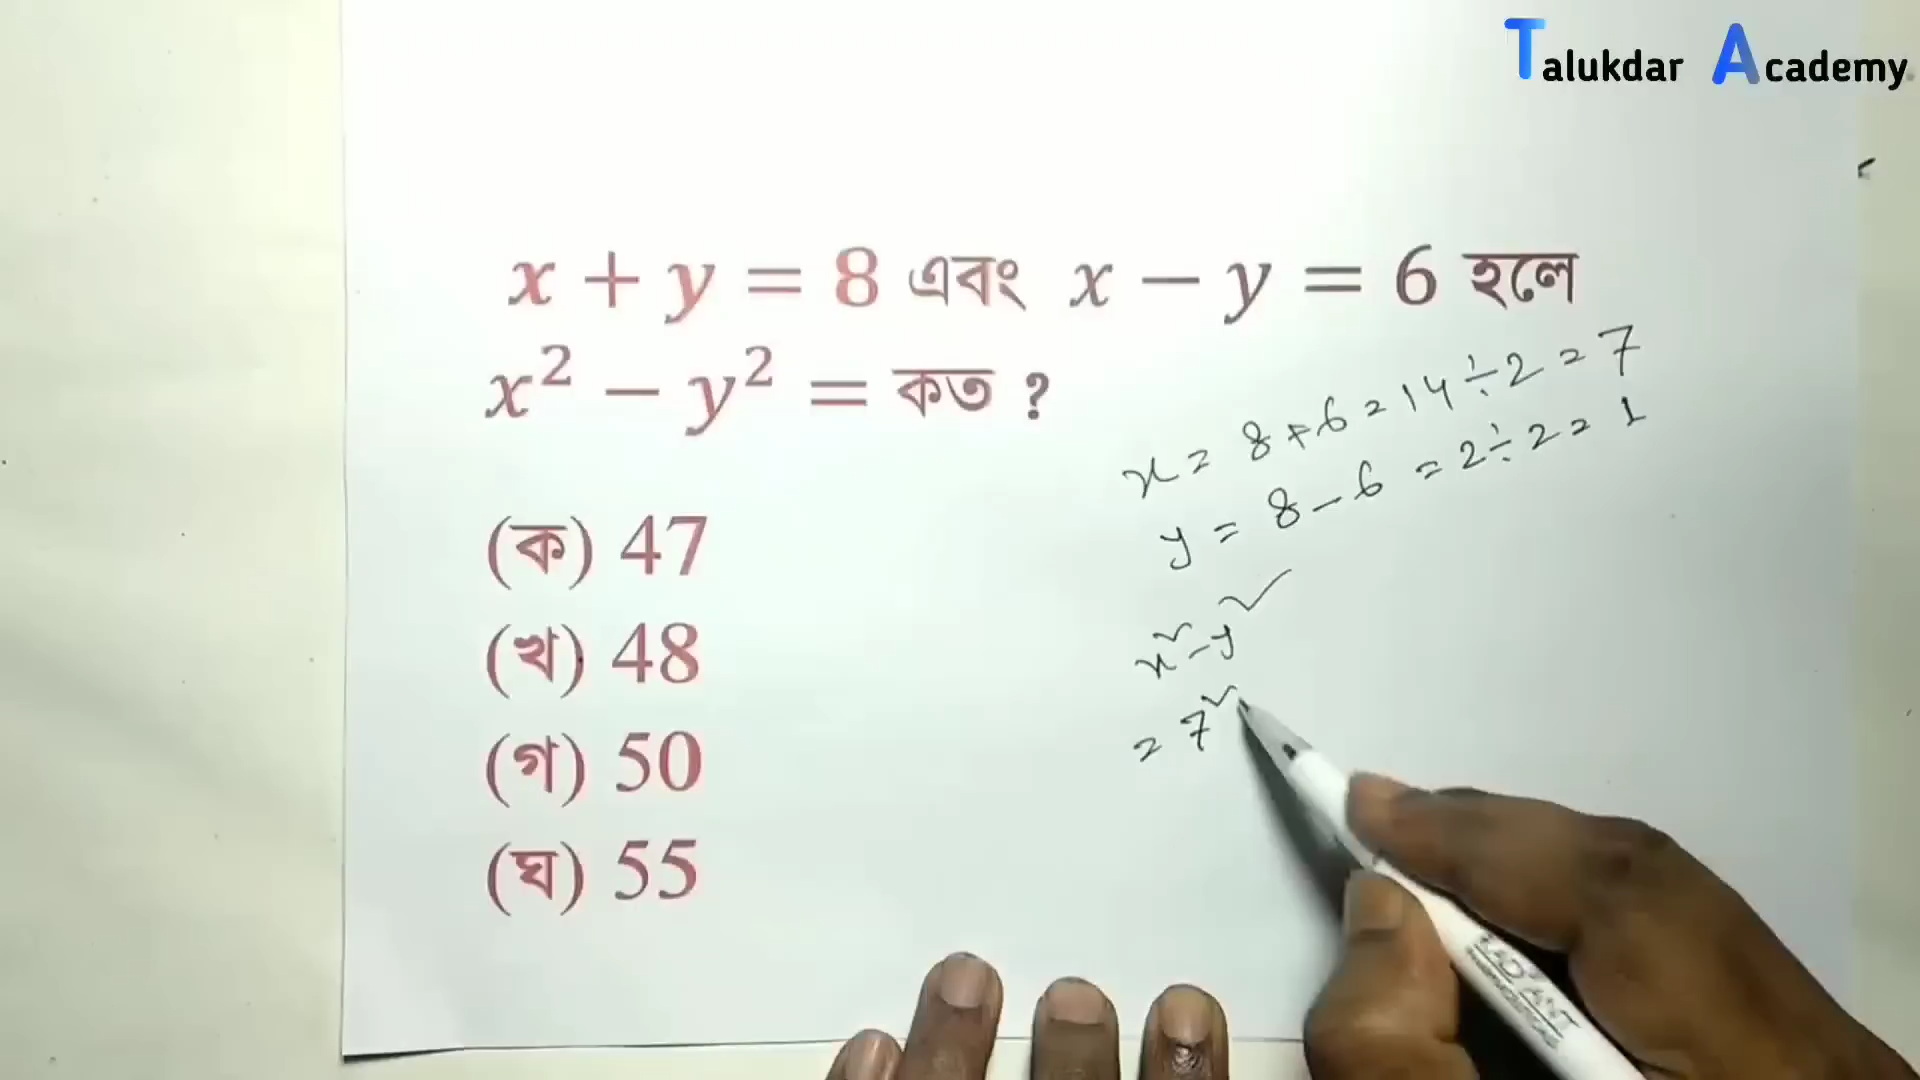 Talukdar Academy
x + y = 8 এবং x − y = 6 হলে
x² − y² = কত ?
(ক) 47
(খ) 48
(গ) 50
(ঘ) 55
x = 8 + 6 = 14 ÷ 2 = 7
y = 8 − 6 = 2 ÷ 2 = 1
x² − y²
= 7²
RADIANT